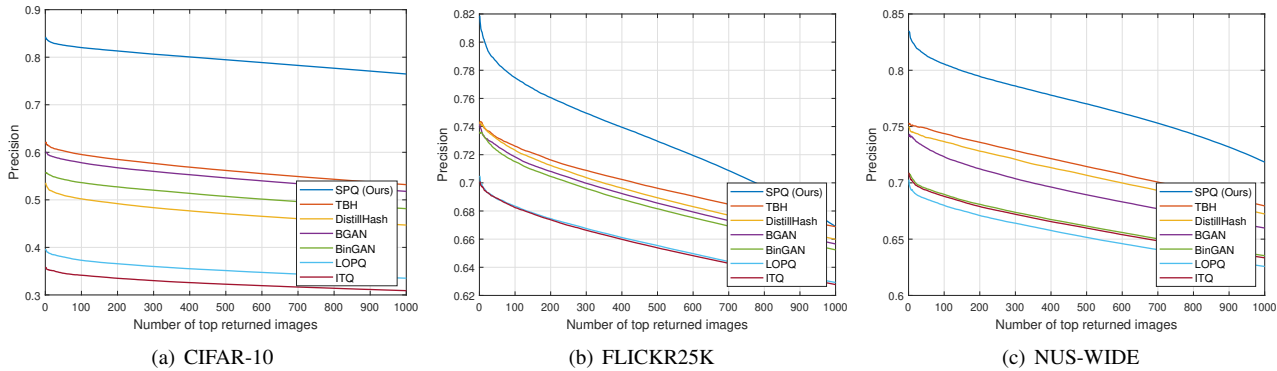 0.9
0.8
0.7
0.6
0.5
0.4
0.3
Precision
0 100 200 300 400 500 600 700 800 900 1000
Number of top returned images
SPQ (Ours)
TBH
DistillHash
BGAN
BinGAN
LOPQ
ITQ
(a) CIFAR-10
0.82
0.8
0.78
0.76
0.74
0.72
0.7
0.68
0.66
0.64
0.62
Precision
0 100 200 300 400 500 600 700 800 900 1000
Number of top returned images
SPQ (Ours)
TBH
DistillHash
BGAN
BinGAN
LOPQ
ITQ
(b) FLICKR25K
0.85
0.8
0.75
0.7
0.65
0.6
Precision
0 100 200 300 400 500 600 700 800 900 1000
Number of top returned images
SPQ (Ours)
TBH
DistillHash
BGAN
BinGAN
LOPQ
ITQ
(c) NUS-WIDE